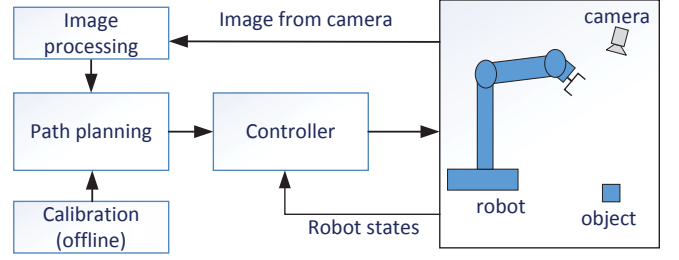 Image
processing
Image from camera
camera
Path planning
Controller
Calibration
(offline)
Robot states
robot
object